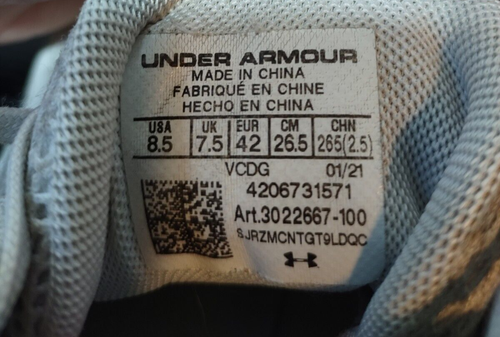 UNDER ARMOUR
MADE IN CHINA
FABRIQUÉ EN CHINE
HECHO EN CHINA
USA UK EUR CM CHN
8.5 7.5 42 26.5 265(2.5)
VCDG 01/21
4206731571
Art.3022667-100
SJRZMCNTGT9LDQC